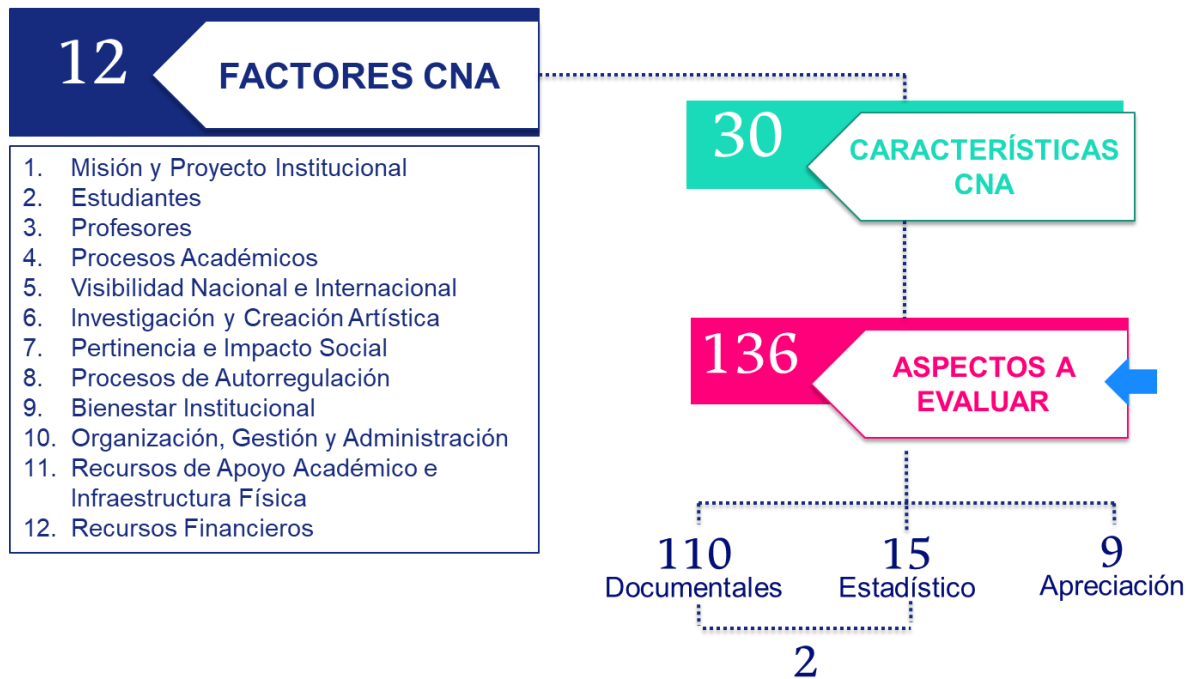 12
FACTORES CNA
1. Misión y Proyecto Institucional
2. Estudiantes
3. Profesores
4. Procesos Académicos
5. Visibilidad Nacional e Internacional
6. Investigación y Creación Artística
7. Pertinencia e Impacto Social
8. Procesos de Autorregulación
9. Bienestar Institucional
10. Organización, Gestión y Administración
11. Recursos de Apoyo Académico e
Infraestructura Física
12. Recursos Financieros
30
CARACTERÍSTICAS
CNA
136
ASPECTOS A
EVALUAR
110
Documentales
15
Estadístico
9
Apreciación
2